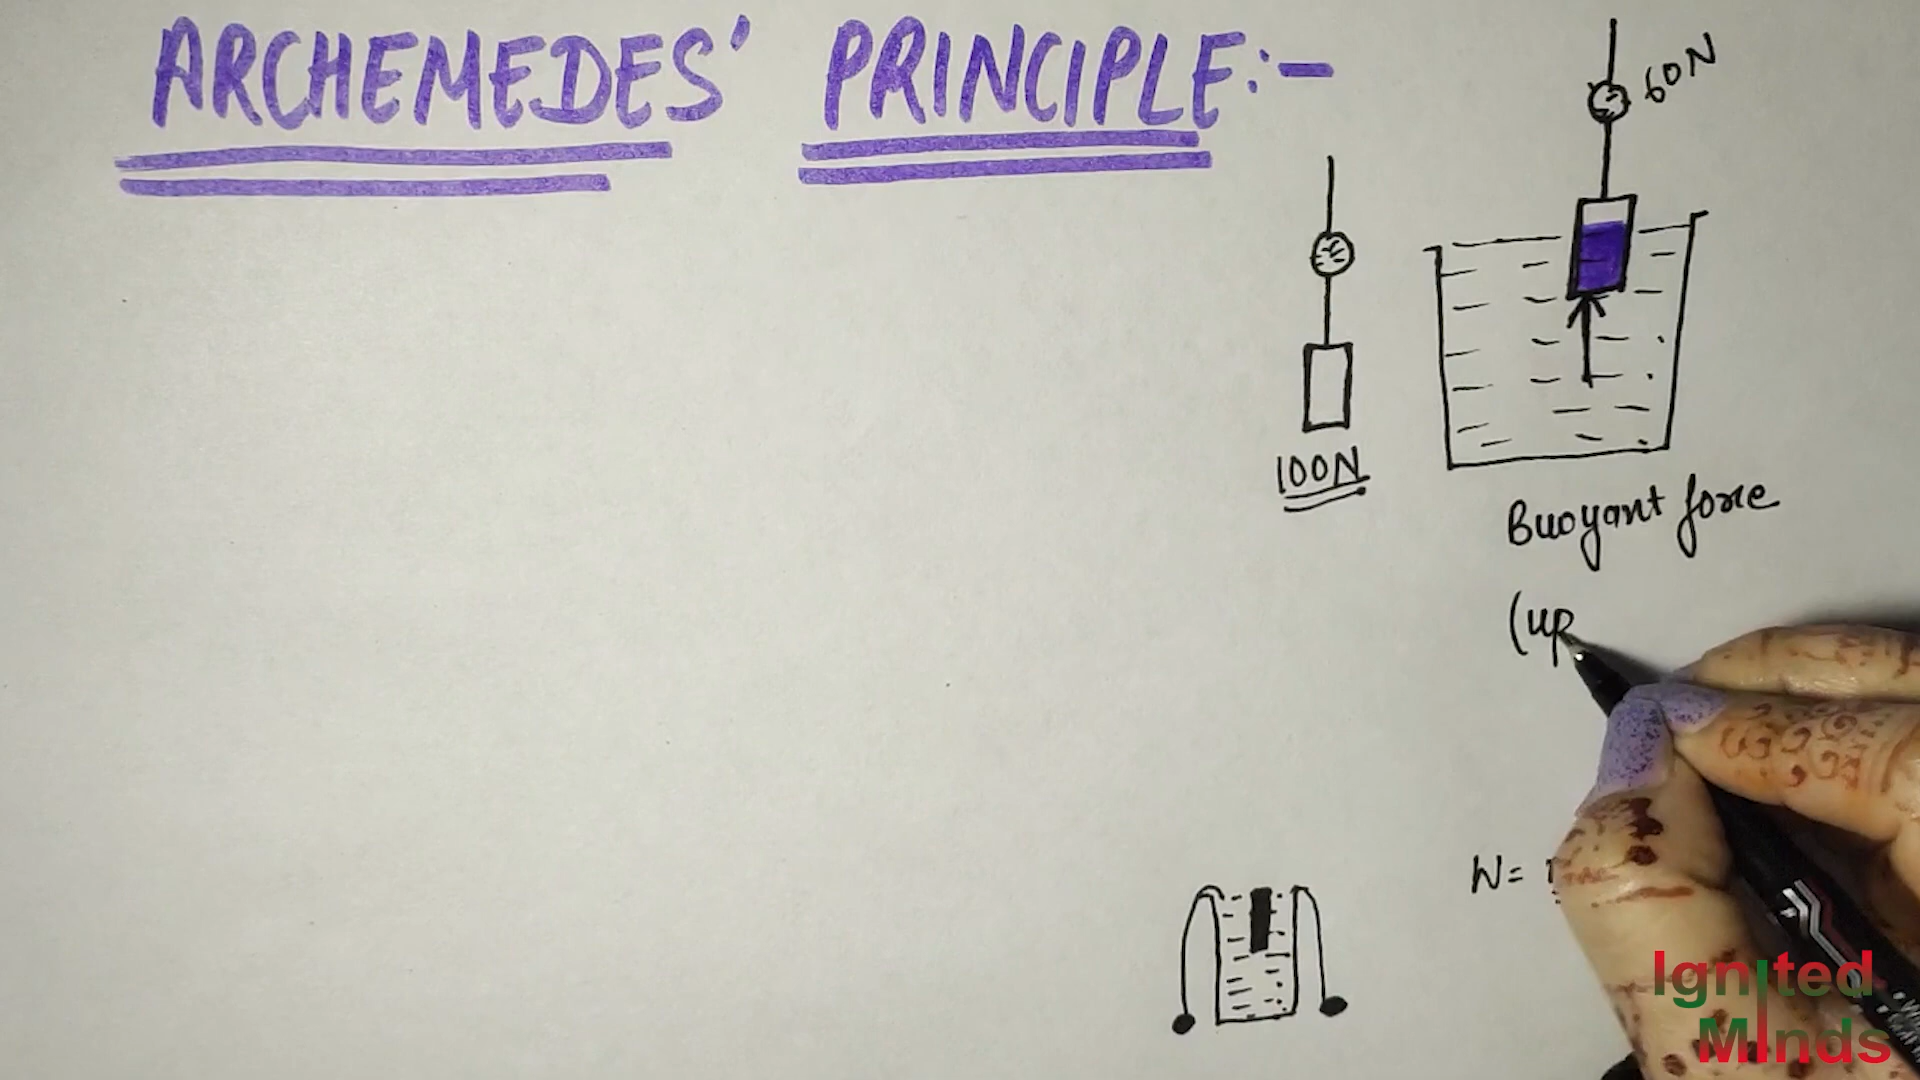 ARCHEMEDES' PRINCIPLE:-
60N
100N
Buoyant force
(up
W=
Ignited
Minds